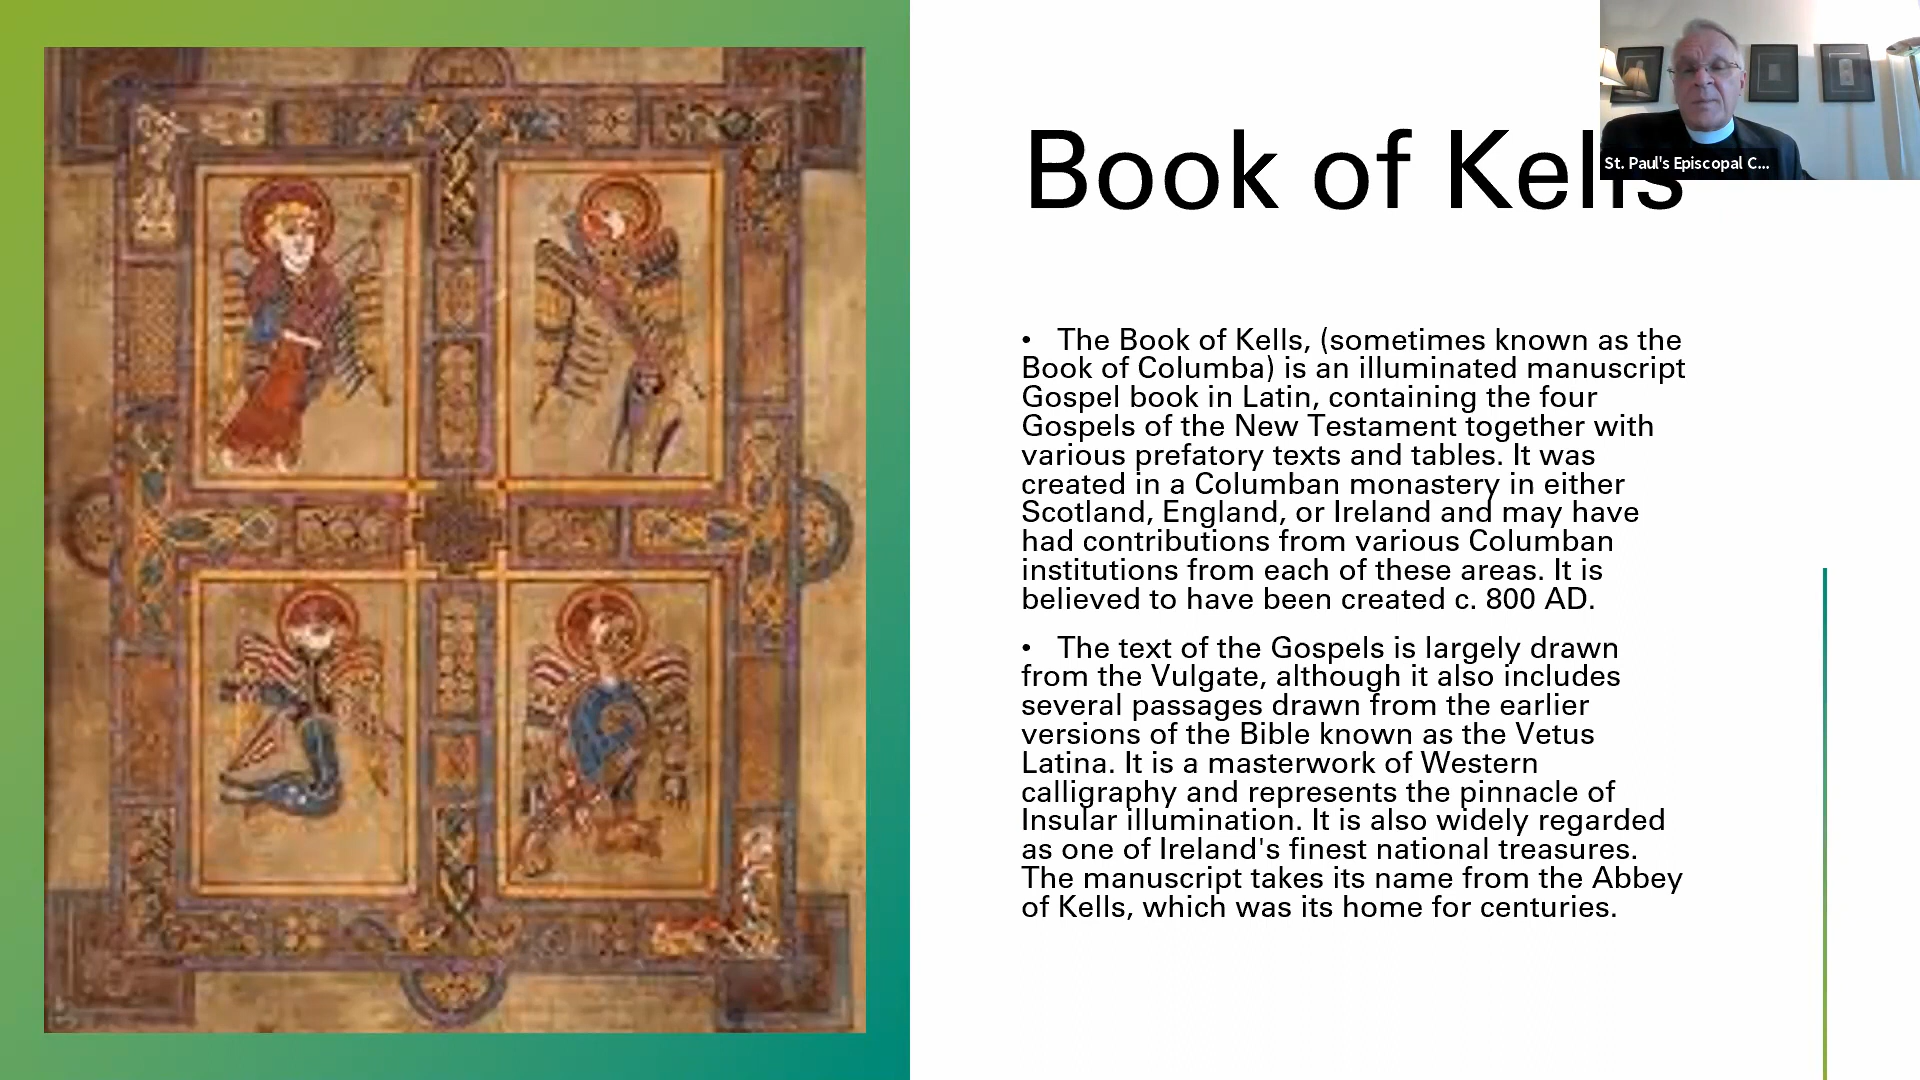 Book of Kells
St. Paul's Episcopal C...
• The Book of Kells, (sometimes known as the
Book of Columba) is an illuminated manuscript
Gospel book in Latin, containing the four
Gospels of the New Testament together with
various prefatory texts and tables. It was
created in a Columban monastery in either
Scotland, England, or Ireland and may have
had contributions from various Columban
institutions from each of these areas. It is
believed to have been created c. 800 AD.
• The text of the Gospels is largely drawn
from the Vulgate, although it also includes
several passages drawn from the earlier
versions of the Bible known as the Vetus
Latina. It is a masterwork of Western
calligraphy and represents the pinnacle of
Insular illumination. It is also widely regarded
as one of Ireland's finest national treasures.
The manuscript takes its name from the Abbey
of Kells, which was its home for centuries.